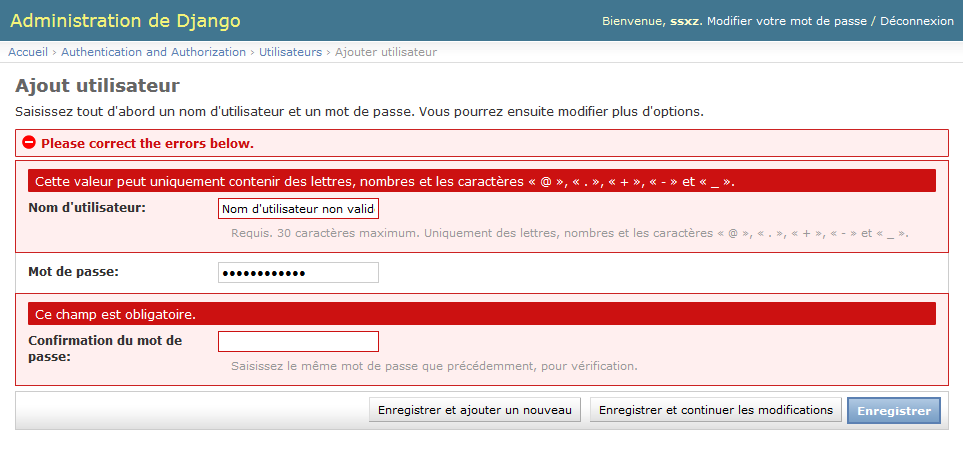 Administration de Django
Bienvenue, ssxz. Modifier votre mot de passe / Déconnexion
Accueil › Authentication and Authorization › Utilisateurs › Ajouter utilisateur
Ajout utilisateur
Saisissez tout d'abord un nom d'utilisateur et un mot de passe. Vous pourrez ensuite modifier plus d'options.
Please correct the errors below.
Cette valeur peut uniquement contenir des lettres, nombres et les caractères « @ », « . », « + », « - » et « _ ».
Nom d'utilisateur: Nom d'utilisateur non valid
Requis. 30 caractères maximum. Uniquement des lettres, nombres et les caractères « @ », « . », « + », « - » et « _ ».
Mot de passe: ••••••••••••
Ce champ est obligatoire.
Confirmation du mot de
passe:
Saisissez le même mot de passe que précédemment, pour vérification.
Enregistrer et ajouter un nouveau Enregistrer et continuer les modifications Enregistrer